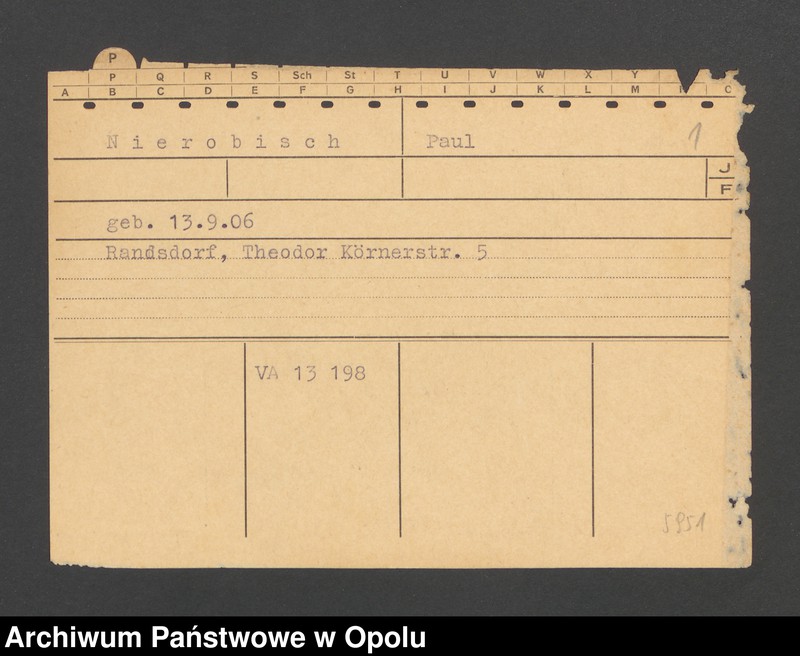 P
P Q R S Sch St T U V W X Y
A B C D E F G H I J K L M C
Nierobisch Paul 1
J
F
geb. 13.9.06
Randsdorf, Theodor Körnerstr. 5
VA 13 198
5951
Archiwum Państwowe w Opolu